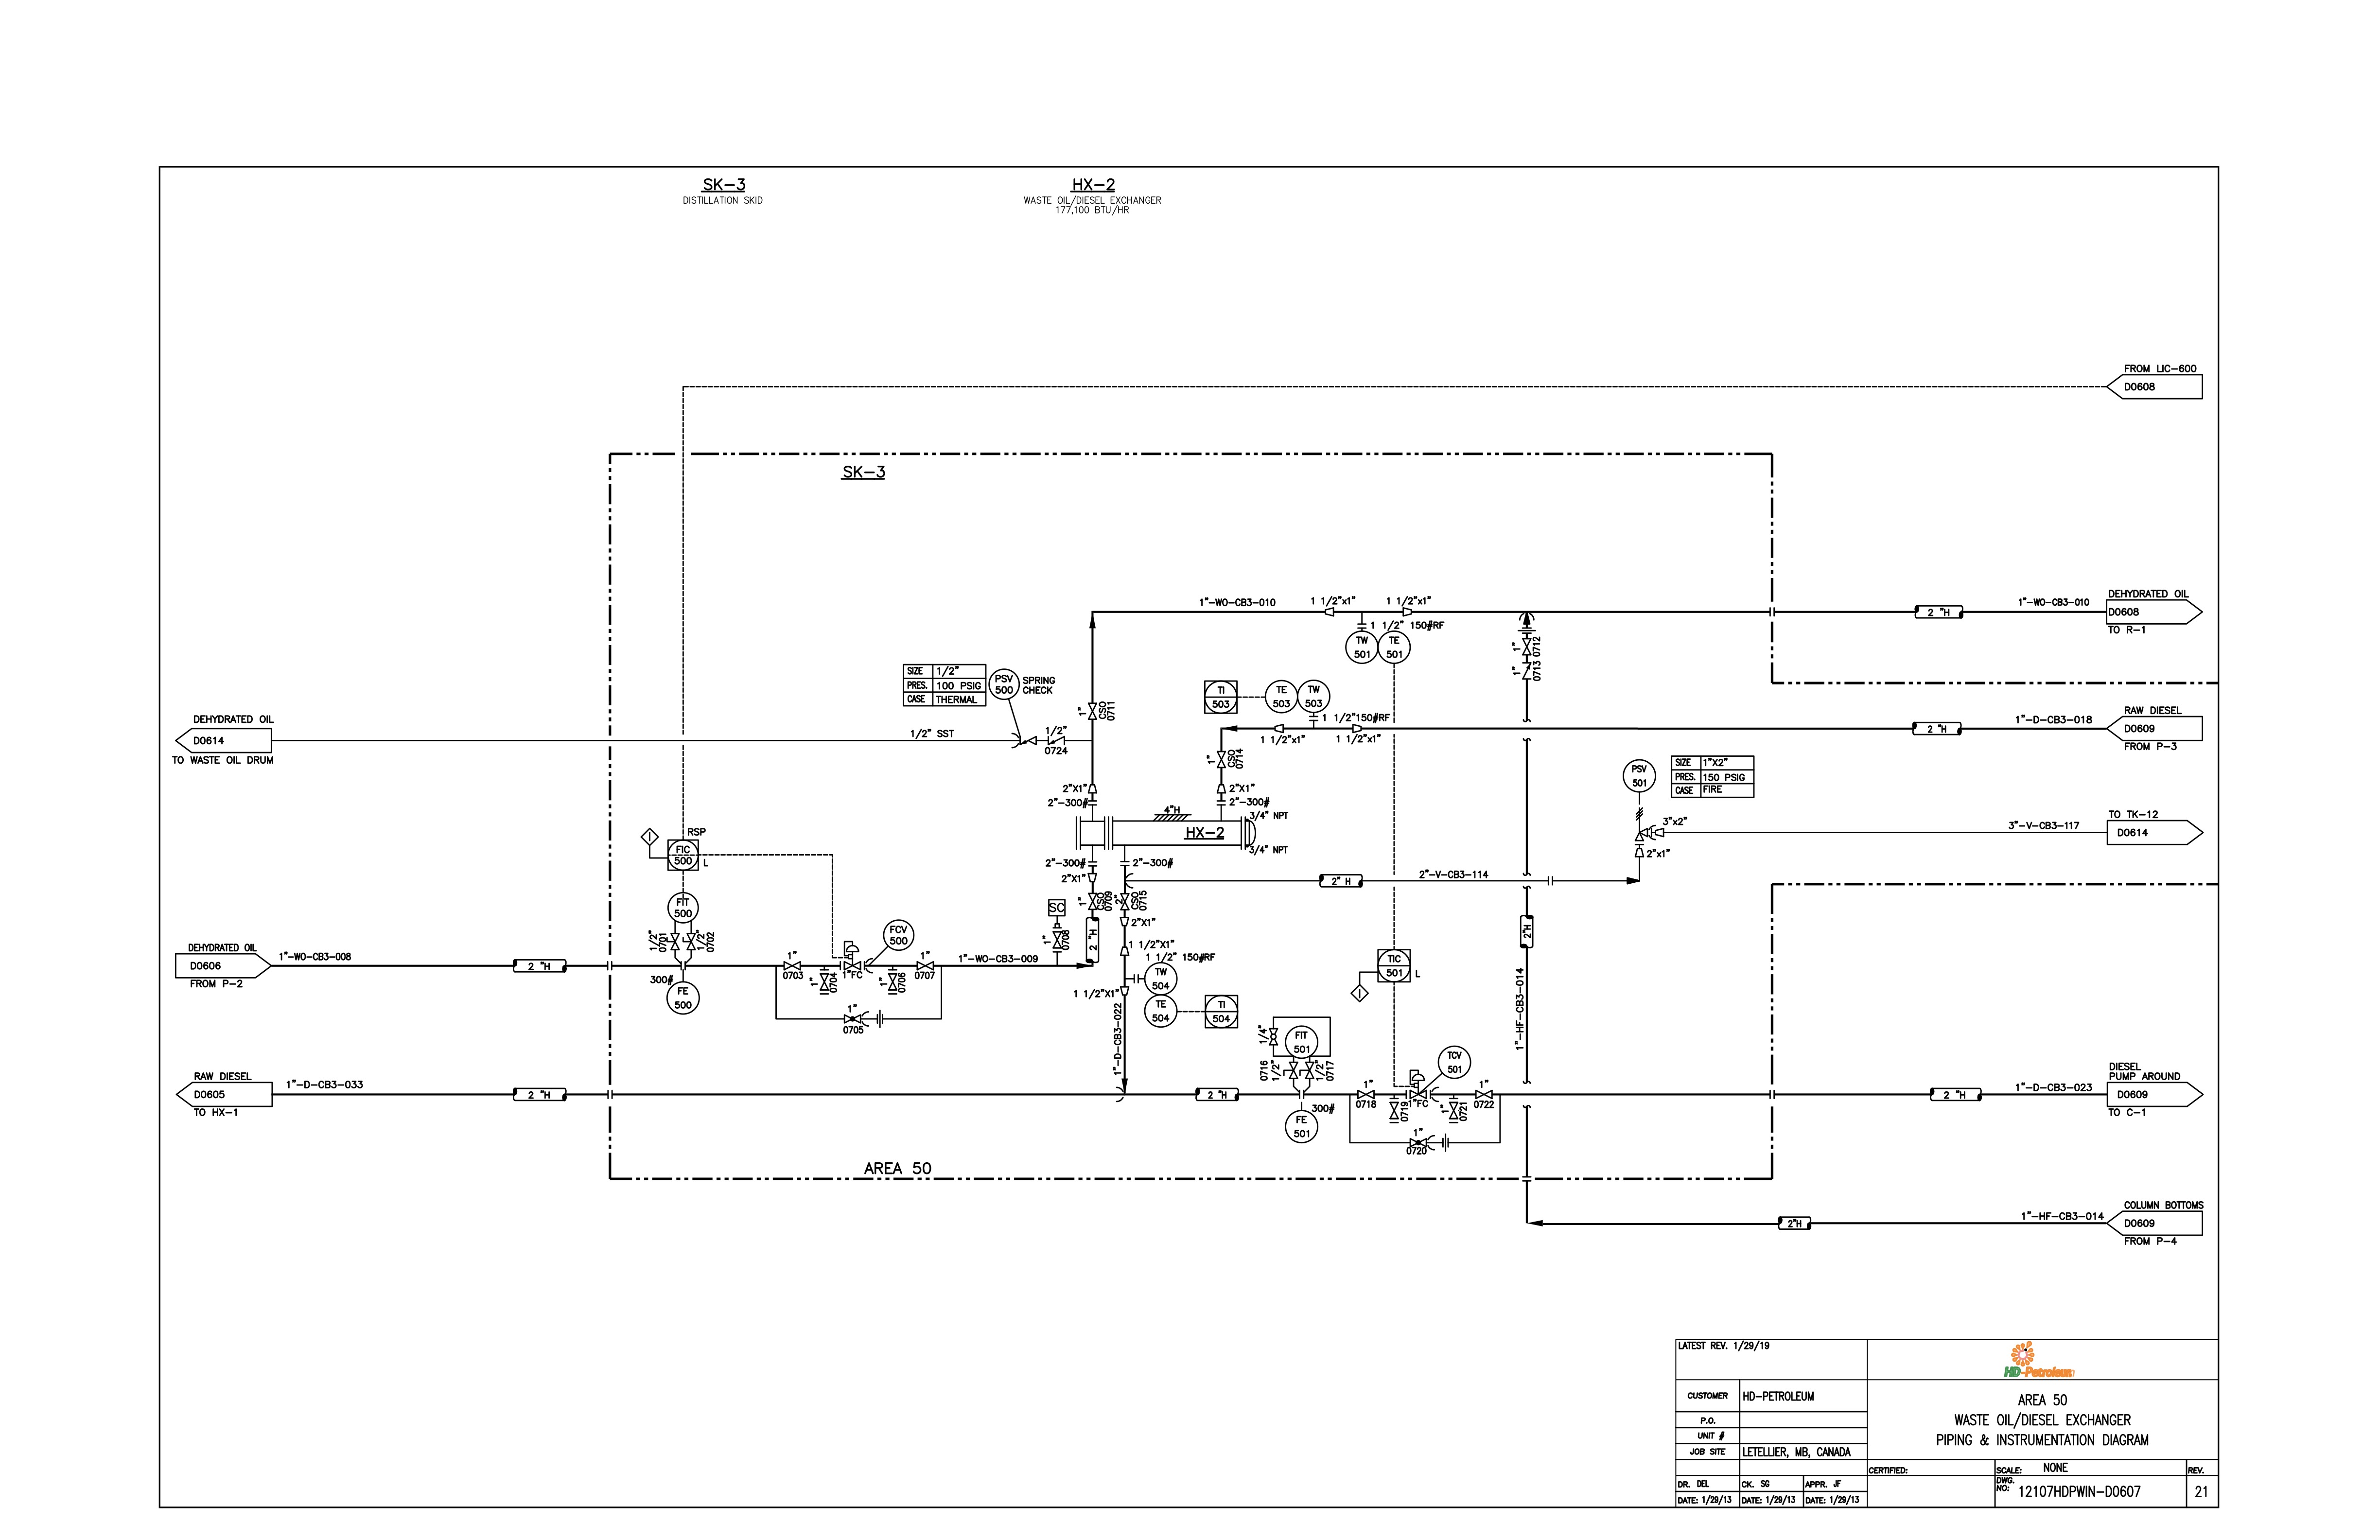 SK-3
DISTILLATION SKID
HX-2
WASTE OIL/DIESEL EXCHANGER
177,100 BTU/HR
FROM LIC-600
D0608
SK-3
1"-WO-CB3-010
1 1/2"x1"
1 1/2"x1"
1 1/2" 150#RF
TW
501
TE
501
1"
0712
1"
0713
2 "H
1"-WO-CB3-010
DEHYDRATED OIL
D0608
TO R-1
SIZE 1/2"
PRES. 100 PSIG
CASE THERMAL
PSV
500
SPRING
CHECK
1"
CSO
0711
TI
503
TE
503
TW
503
1 1/2"150#RF
1 1/2"x1"
1 1/2"x1"
2 "H
1"-D-CB3-018
RAW DIESEL
D0609
FROM P-3
DEHYDRATED OIL
D0614
TO WASTE OIL DRUM
1/2" SST
1/2"
0724
1"
CSO
0714
2"X1"
2"-300#
2"X1"
2"-300#
4"H
HX-2
3/4" NPT
3/4" NPT
PSV
501
SIZE 1"X2"
PRES. 150 PSIG
CASE FIRE
3"x2"
2"x1"
3"-V-CB3-117
TO TK-12
D0614
RSP
I
FIC
500
L
FIT
500
1/2"
0701
1/2"
0702
2"-300#
2"X1"
1"
CSO
0709
2"-300#
2"
CSO
0715
2"X1"
2" H
2"-V-CB3-114
SC
1"
0708
2 "H
DEHYDRATED OIL
D0606
FROM P-2
1"-WO-CB3-008
2 "H
300#
FE
500
1"
0703
1"
0704
1"FC
FCV
500
1"
0706
1"
0707
1"
0705
1"-WO-CB3-009
1 1/2"X1"
1 1/2" 150#RF
TW
504
1 1/2"X1"
TE
504
TI
504
1"-D-CB3-022
TIC
501
L
I
2"H
1"-HF-CB3-014
1/4"
FIT
501
0716
1/2"
1/2"
0717
TCV
501
RAW DIESEL
D0605
TO HX-1
1"-D-CB3-033
2 "H
2 "H
300#
FE
501
1"
0718
1"
0719
1"FC
1"
0721
1"
0722
1"
0720
2 "H
1"-D-CB3-023
DIESEL
PUMP AROUND
D0609
TO C-1
AREA 50
2"H
1"-HF-CB3-014
COLUMN BOTTOMS
D0609
FROM P-4
LATEST REV. 1/29/19
HD-Petroleum
CUSTOMER HD-PETROLEUM
P.O.
UNIT #
JOB SITE LETELLIER, MB, CANADA
AREA 50
WASTE OIL/DIESEL EXCHANGER
PIPING & INSTRUMENTATION DIAGRAM
DR. DEL CK. SG APPR. JF
DATE: 1/29/13 DATE: 1/29/13 DATE: 1/29/13
CERTIFIED:
SCALE: NONE
DWG.
NO: 12107HDPWIN-D0607
REV.
21